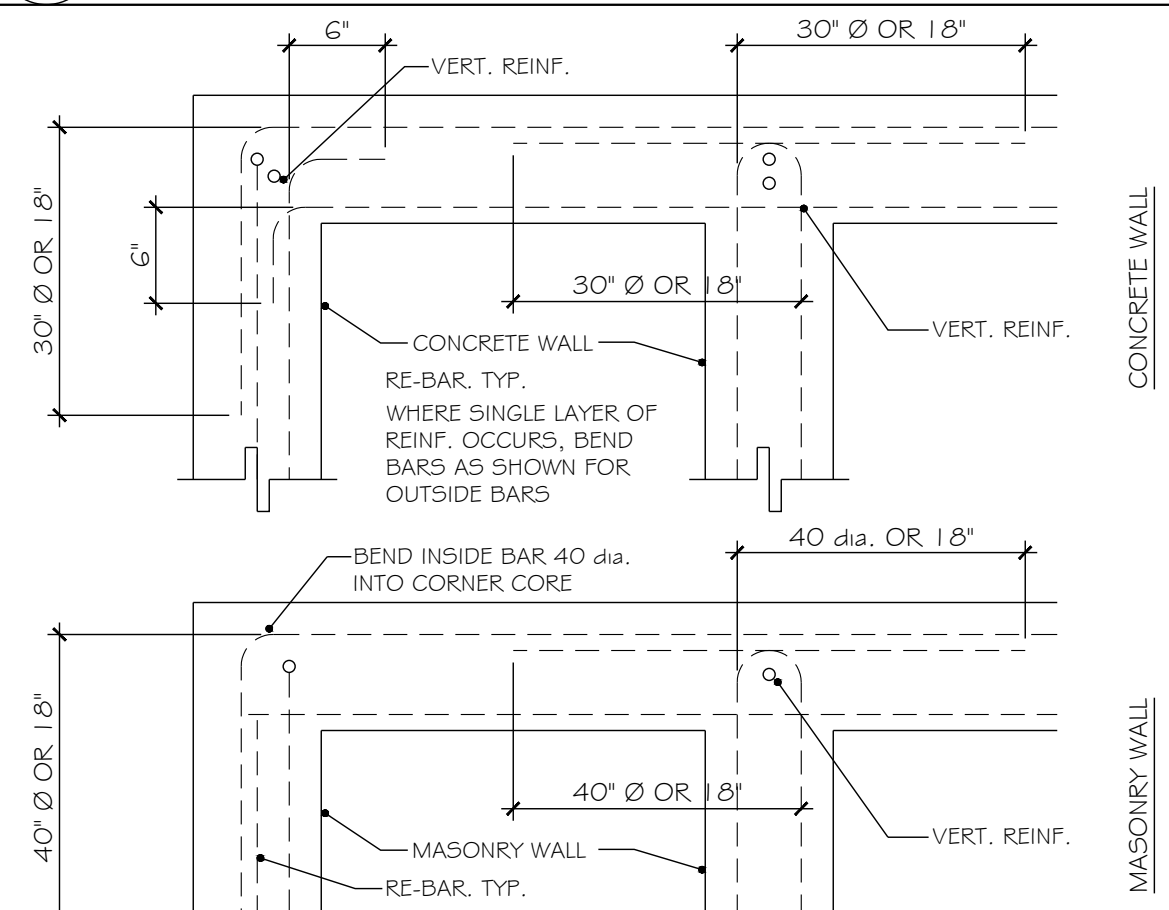 6"
30" Ø OR 18"
VERT. REINF.
30" Ø OR 18"
6"
30" Ø OR 18"
CONCRETE WALL
VERT. REINF.
CONCRETE WALL
RE-BAR. TYP.
WHERE SINGLE LAYER OF
REINF. OCCURS, BEND
BARS AS SHOWN FOR
OUTSIDE BARS
40 dia. OR 18"
BEND INSIDE BAR 40 dia.
INTO CORNER CORE
40" Ø OR 18"
40" Ø OR 18"
MASONRY WALL
VERT. REINF.
MASONRY WALL
RE-BAR. TYP.